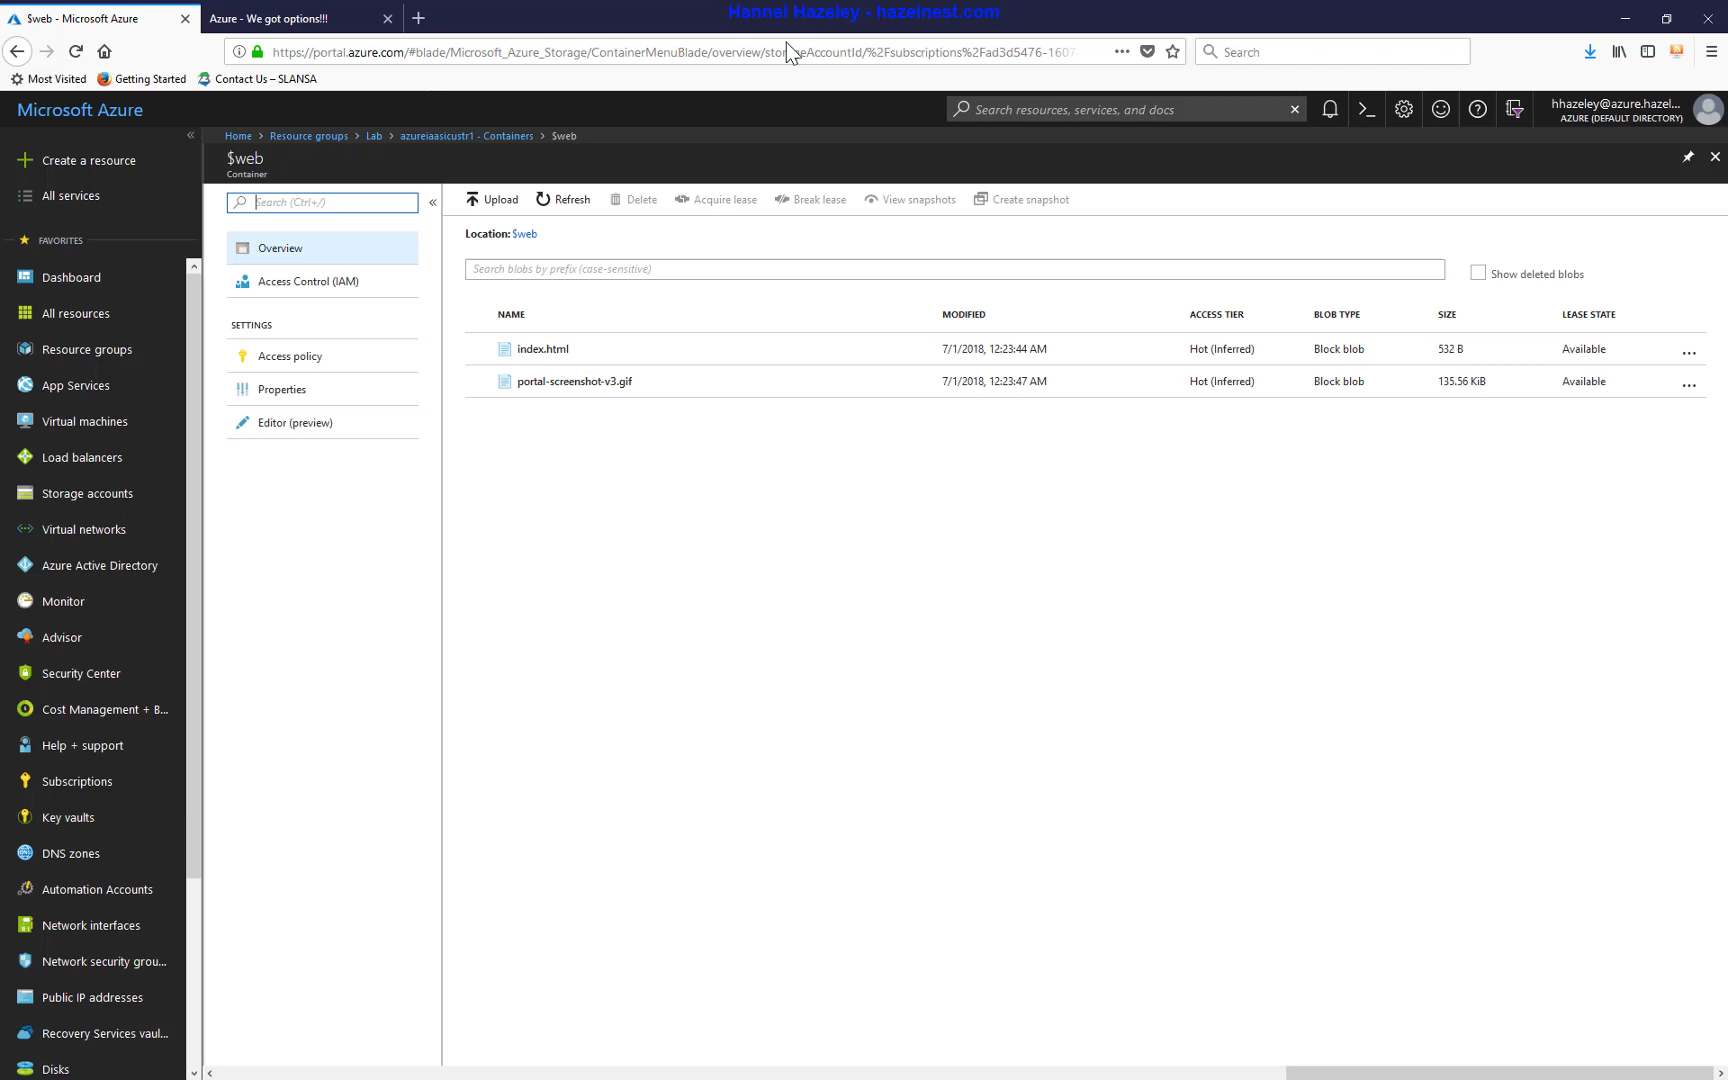 $web - Microsoft Azure
Azure - We got options!!!
Hannel Hazeley - hazelnest.com
https://portal.azure.com/#blade/Microsoft_Azure_Storage/ContainerMenuBlade/overview/storageAccountId/%2Fsubscriptions%2Fad3d5476-1607
Search
Most Visited
Getting Started
Contact Us – SLANSA
Microsoft Azure
Search resources, services, and docs
hhazeley@azure.hazel...
AZURE (DEFAULT DIRECTORY)
Home > Resource groups > Lab > azureiaasicustr1 - Containers > $web
$web
Container
Create a resource
All services
FAVORITES
Dashboard
All resources
Resource groups
App Services
Virtual machines
Load balancers
Storage accounts
Virtual networks
Azure Active Directory
Monitor
Advisor
Security Center
Cost Management + B...
Help + support
Subscriptions
Key vaults
DNS zones
Automation Accounts
Network interfaces
Network security grou...
Public IP addresses
Recovery Services vaul...
Disks
Search (Ctrl+/)
Overview
Access Control (IAM)
SETTINGS
Access policy
Properties
Editor (preview)
Upload Refresh Delete Acquire lease Break lease View snapshots Create snapshot
Location: $web
Search blobs by prefix (case-sensitive)
Show deleted blobs
NAME MODIFIED ACCESS TIER BLOB TYPE SIZE LEASE STATE
index.html 7/1/2018, 12:23:44 AM Hot (Inferred) Block blob 532 B Available ...
portal-screenshot-v3.gif 7/1/2018, 12:23:47 AM Hot (Inferred) Block blob 135.56 KiB Available ...